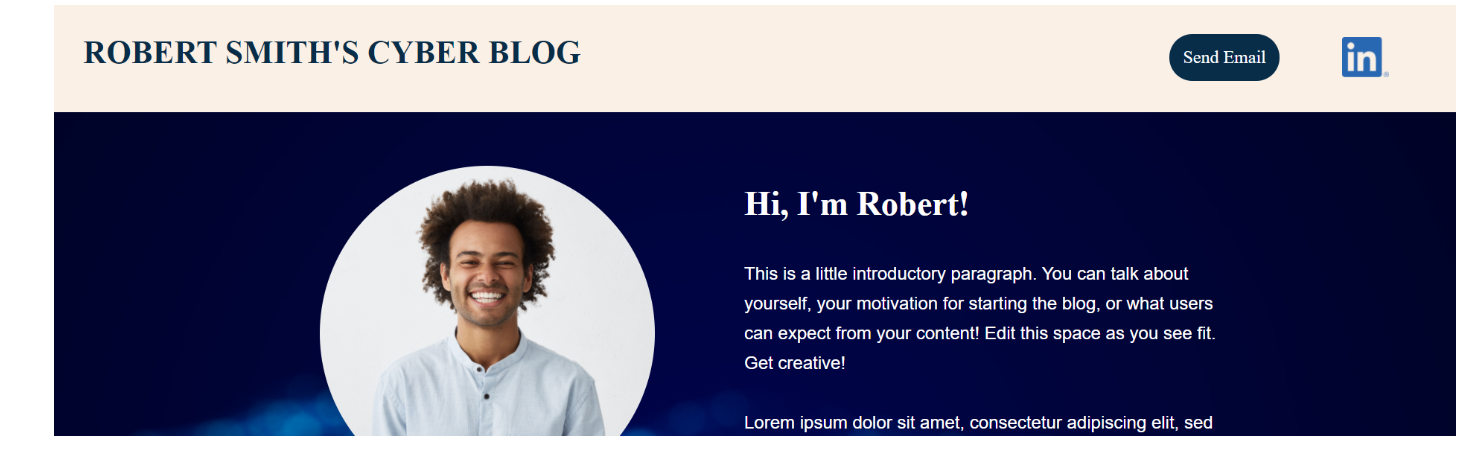 ROBERT SMITH'S CYBER BLOG
Send Email
in
Hi, I'm Robert!
This is a little introductory paragraph. You can talk about
yourself, your motivation for starting the blog, or what users
can expect from your content! Edit this space as you see fit.
Get creative!
Lorem ipsum dolor sit amet, consectetur adipiscing elit, sed